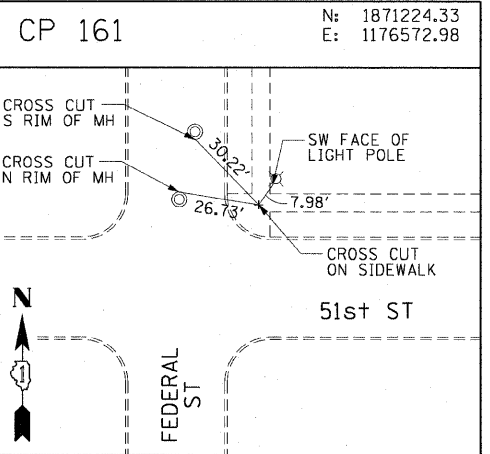 CP 161
N: 1871224.33
E: 1176572.98
CROSS CUT
S RIM OF MH
CROSS CUT
N RIM OF MH
30.22'
26.73'
7.98'
SW FACE OF
LIGHT POLE
CROSS CUT
ON SIDEWALK
51st ST
FEDERAL
ST
N
1